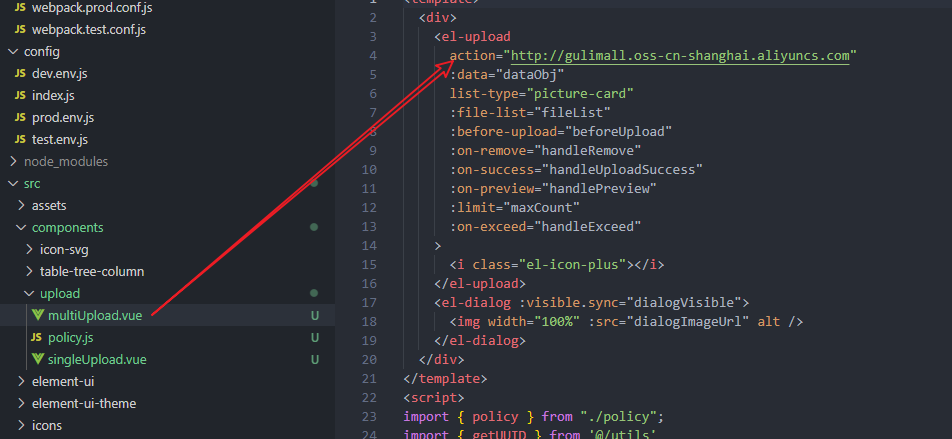 webpack.prod.conf.js
webpack.test.conf.js
config
JS dev.env.js
JS index.js
JS prod.env.js
JS test.env.js
node_modules
src
assets
components
icon-svg
table-tree-column
upload
multiUpload.vue U
JS policy.js U
singleUpload.vue U
element-ui
element-ui-theme
icons
1 <template>
2 <div>
3 <el-upload
4 action="http://gulimall.oss-cn-shanghai.aliyuncs.com"
5 :data="dataObj"
6 list-type="picture-card"
7 :file-list="fileList"
8 :before-upload="beforeUpload"
9 :on-remove="handleRemove"
10 :on-success="handleUploadSuccess"
11 :on-preview="handlePreview"
12 :limit="maxCount"
13 :on-exceed="handleExceed"
14 >
15 <i class="el-icon-plus"></i>
16 </el-upload>
17 <el-dialog :visible.sync="dialogVisible">
18 <img width="100%" :src="dialogImageUrl" alt />
19 </el-dialog>
20 </div>
21 </template>
22 <script>
23 import { policy } from "./policy";
24 import { getUUID } from '@/utils'